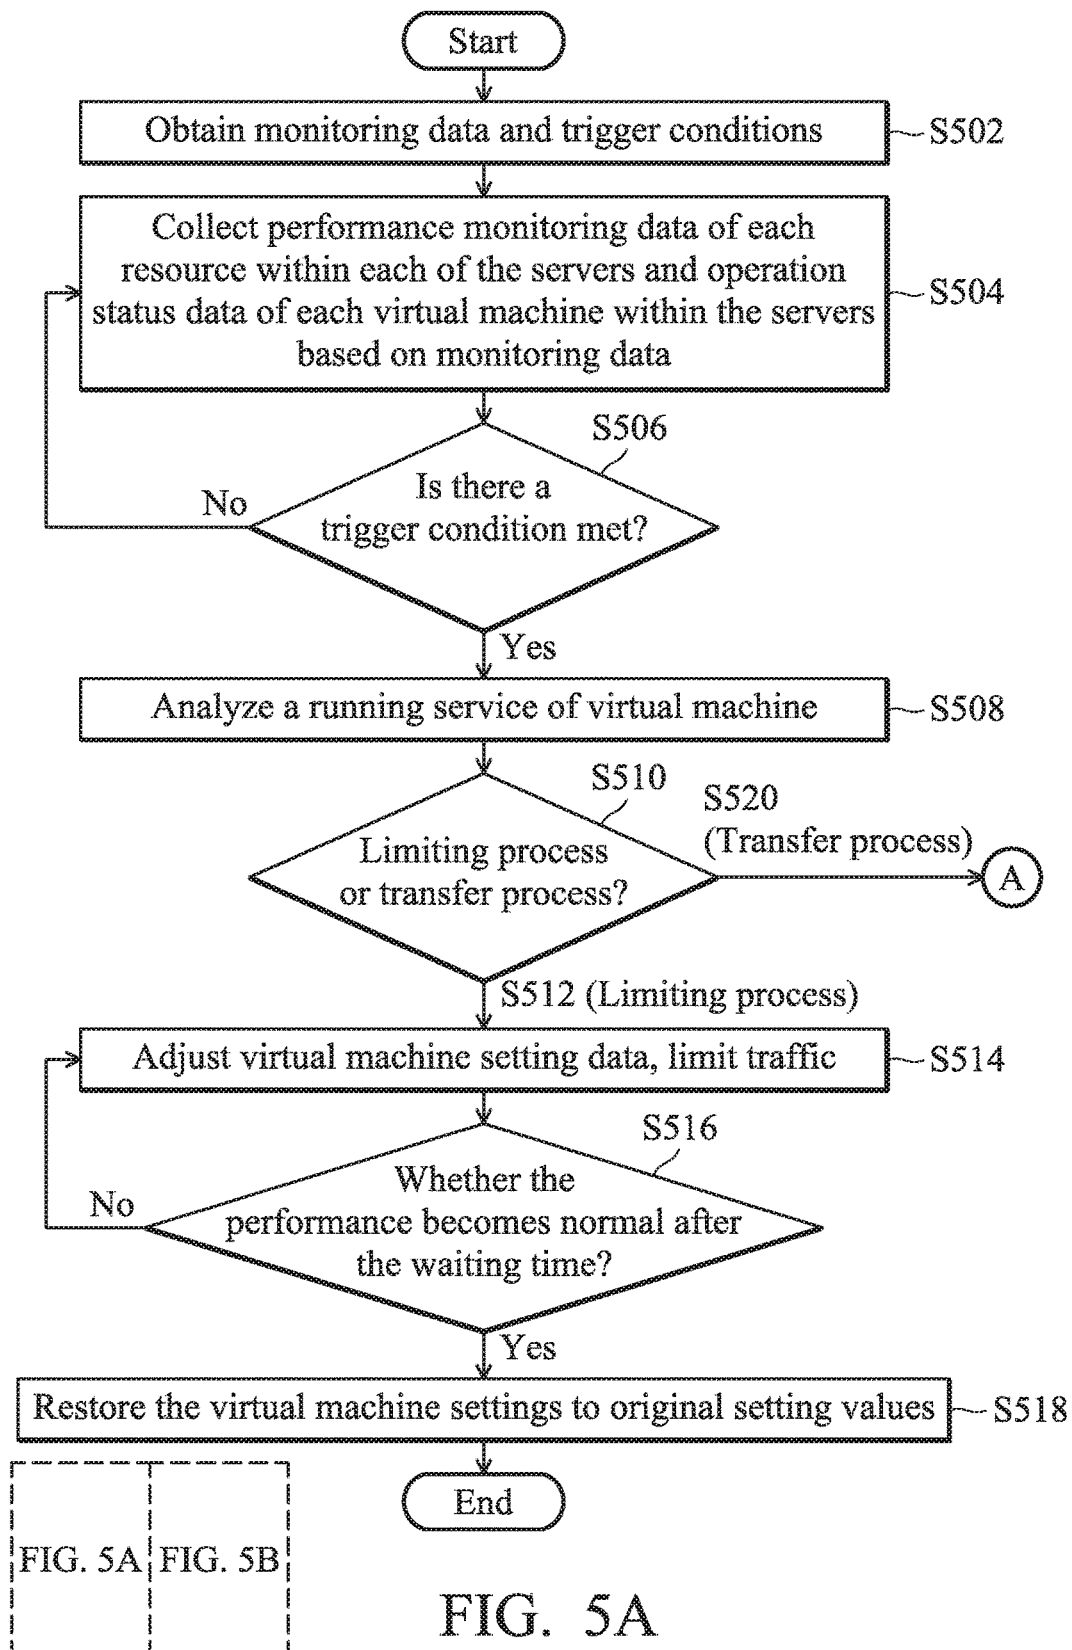 Start
Obtain monitoring data and trigger conditions
S502
Collect performance monitoring data of each
resource within each of the servers and operation
status data of each virtual machine within the servers
based on monitoring data
S504
S506
Is there a
trigger condition met?
No
Yes
Analyze a running service of virtual machine
S508
S510
Limiting process
or transfer process?
S520
(Transfer process)
A
S512 (Limiting process)
Adjust virtual machine setting data, limit traffic
S514
S516
Whether the
performance becomes normal after
the waiting time?
No
Yes
Restore the virtual machine settings to original setting values
S518
End
FIG. 5A
FIG. 5B
FIG. 5A